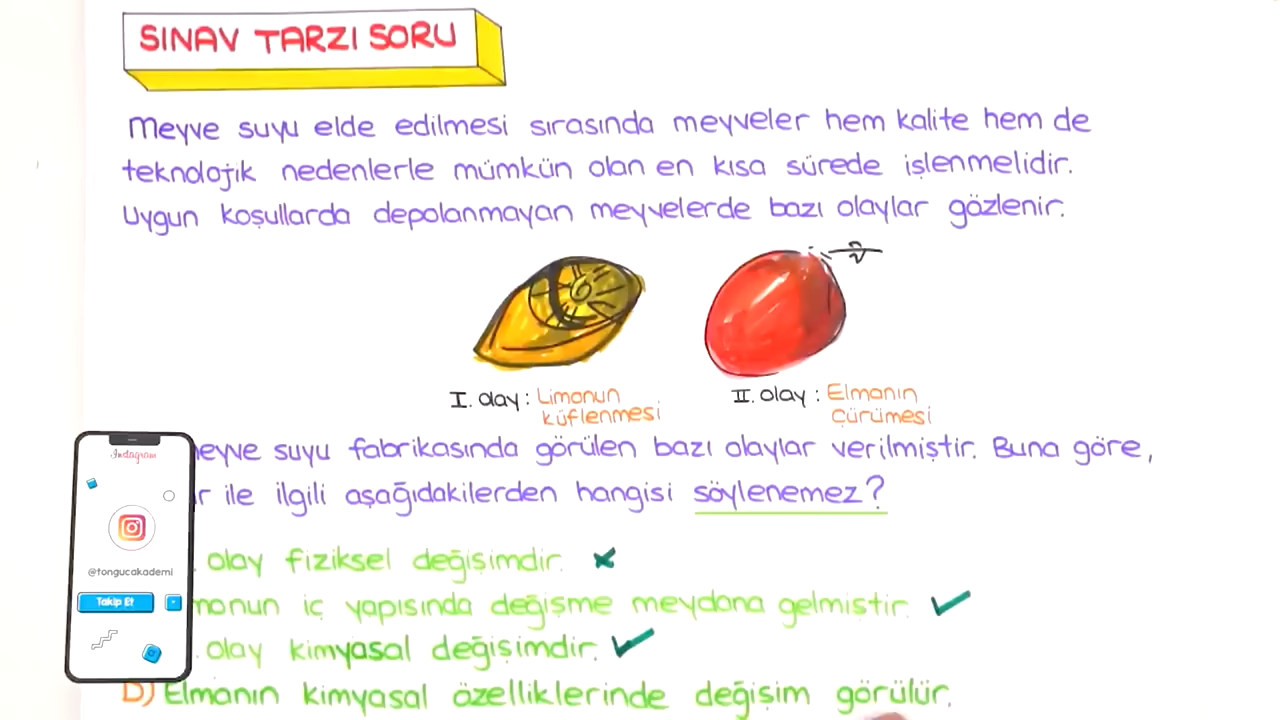 SINAV TARZI SORU
Meyve suyu elde edilmesi sırasında meyveler hem kalite hem de
teknolojik nedenlerle mümkün olan en kısa sürede işlenmelidir.
Uygun koşullarda depolanmayan meyvelerde bazı olaylar gözlenir.
I. olay : Limonun
küflenmesi
II. olay : Elmanın
çürümesi
meyve suyu fabrikasında görülen bazı olaylar verilmiştir. Buna göre,
ile ilgili aşağıdakilerden hangisi söylenemez?
olay fiziksel değişimdir.
iç yapısında değişme meydana gelmiştir.
olay kimyasal değişimdir.
D) Elmanın kimyasal özelliklerinde değişim görülür.
Instagram
@tongucakademi
Takip Et